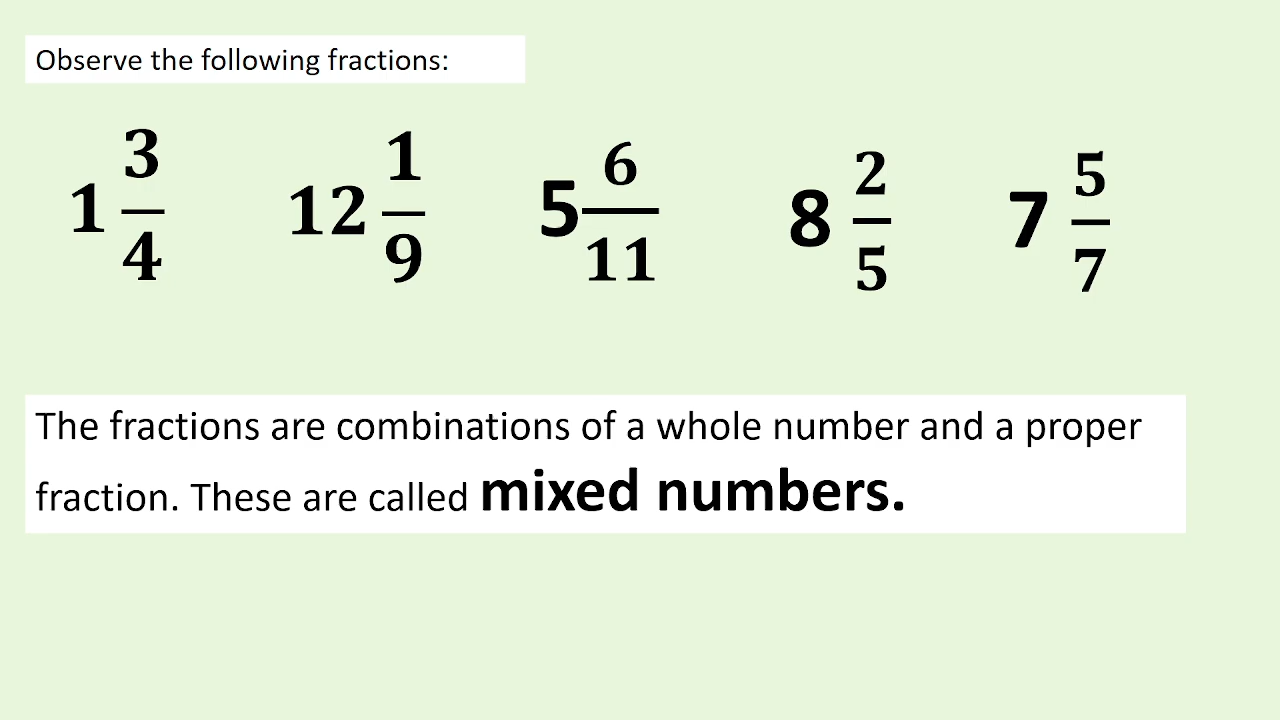 Observe the following fractions:
1 3/4 12 1/9 5 6/11 8 2/5 7 5/7
The fractions are combinations of a whole number and a proper
fraction. These are called mixed numbers.